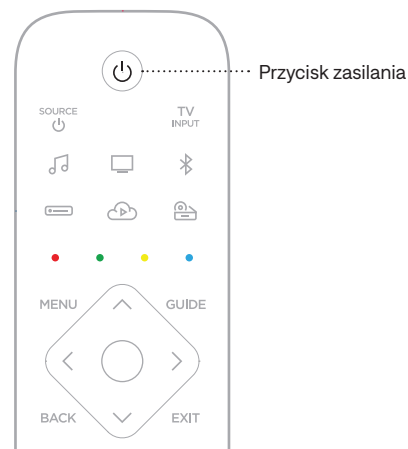 Przycisk zasilania
SOURCE
TV
INPUT
MENU
GUIDE
BACK
EXIT